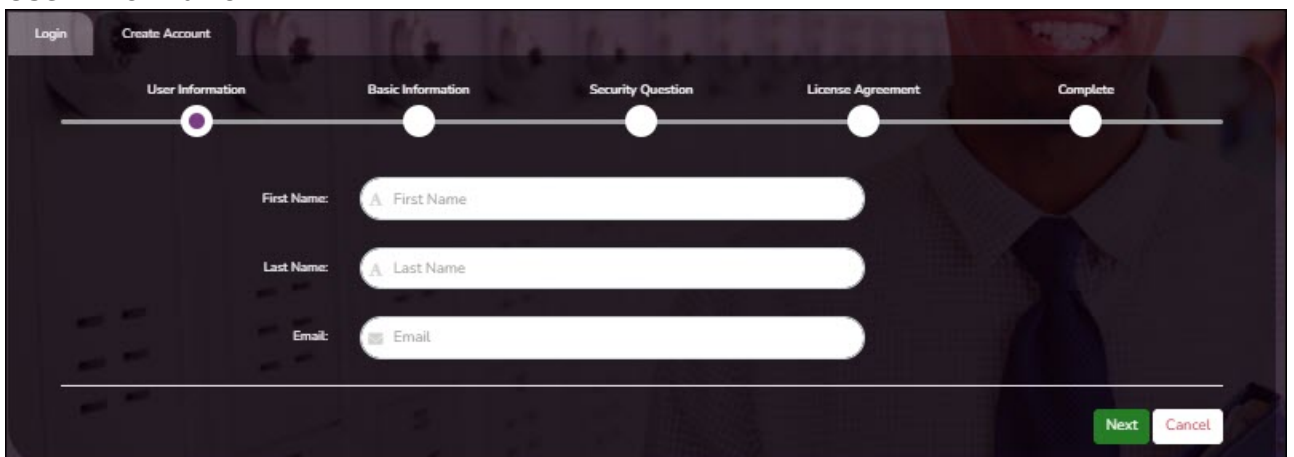 Login Create Account
User Information Basic Information Security Question License Agreement Complete
First Name: A First Name
Last Name: A Last Name
Email: Email
Next Cancel